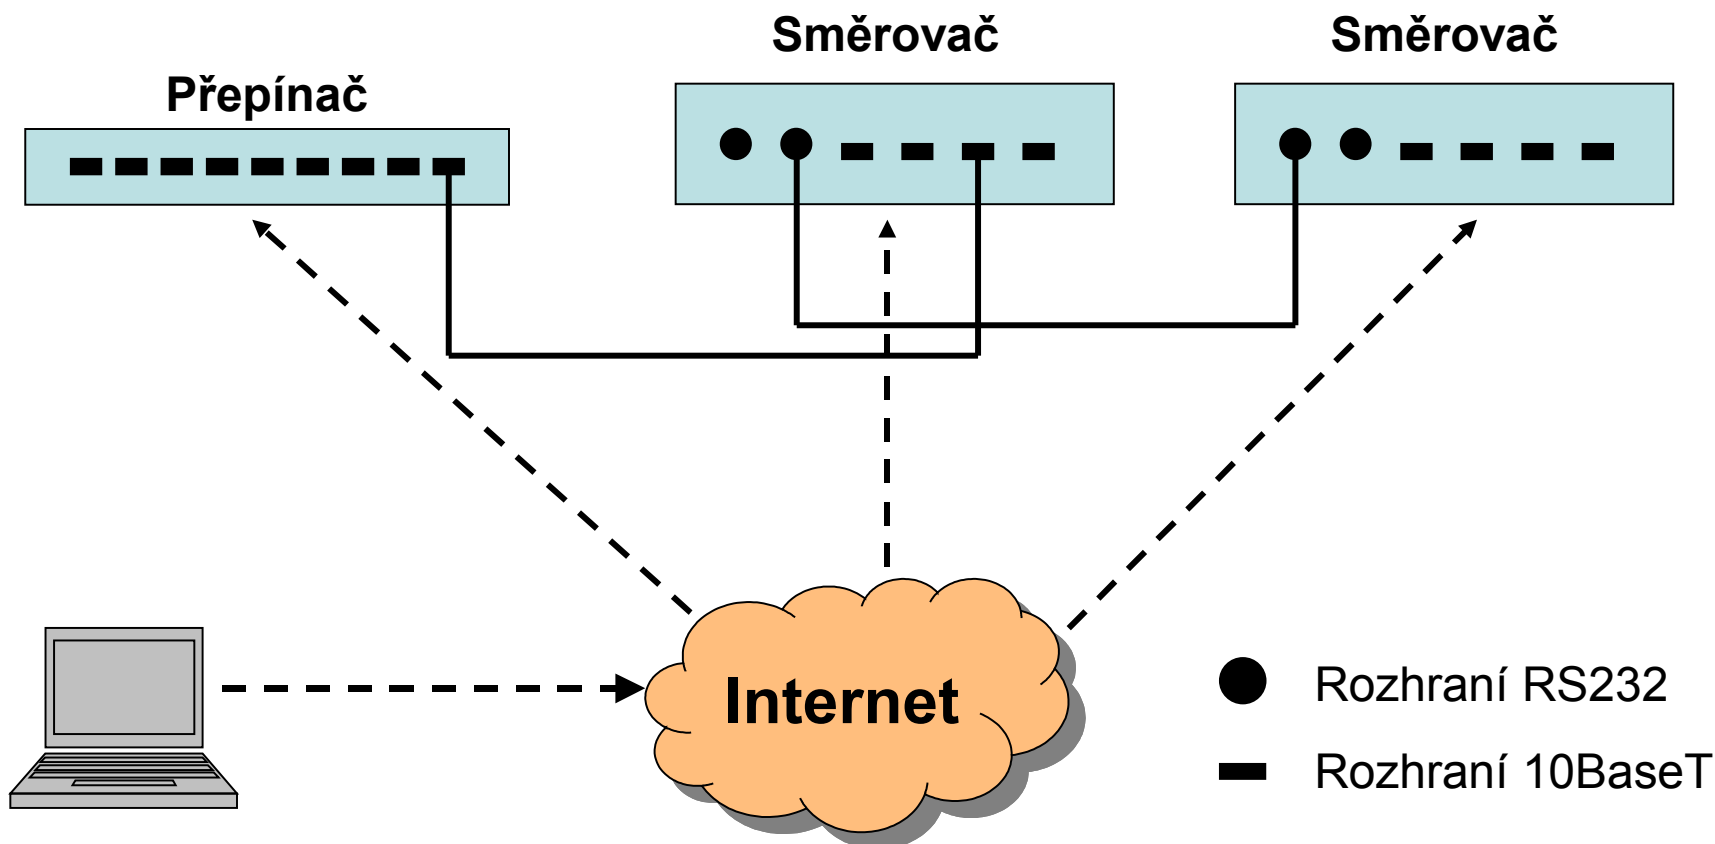 Směrovač
Směrovač
Přepínač
Internet
Rozhraní RS232
Rozhraní 10BaseT